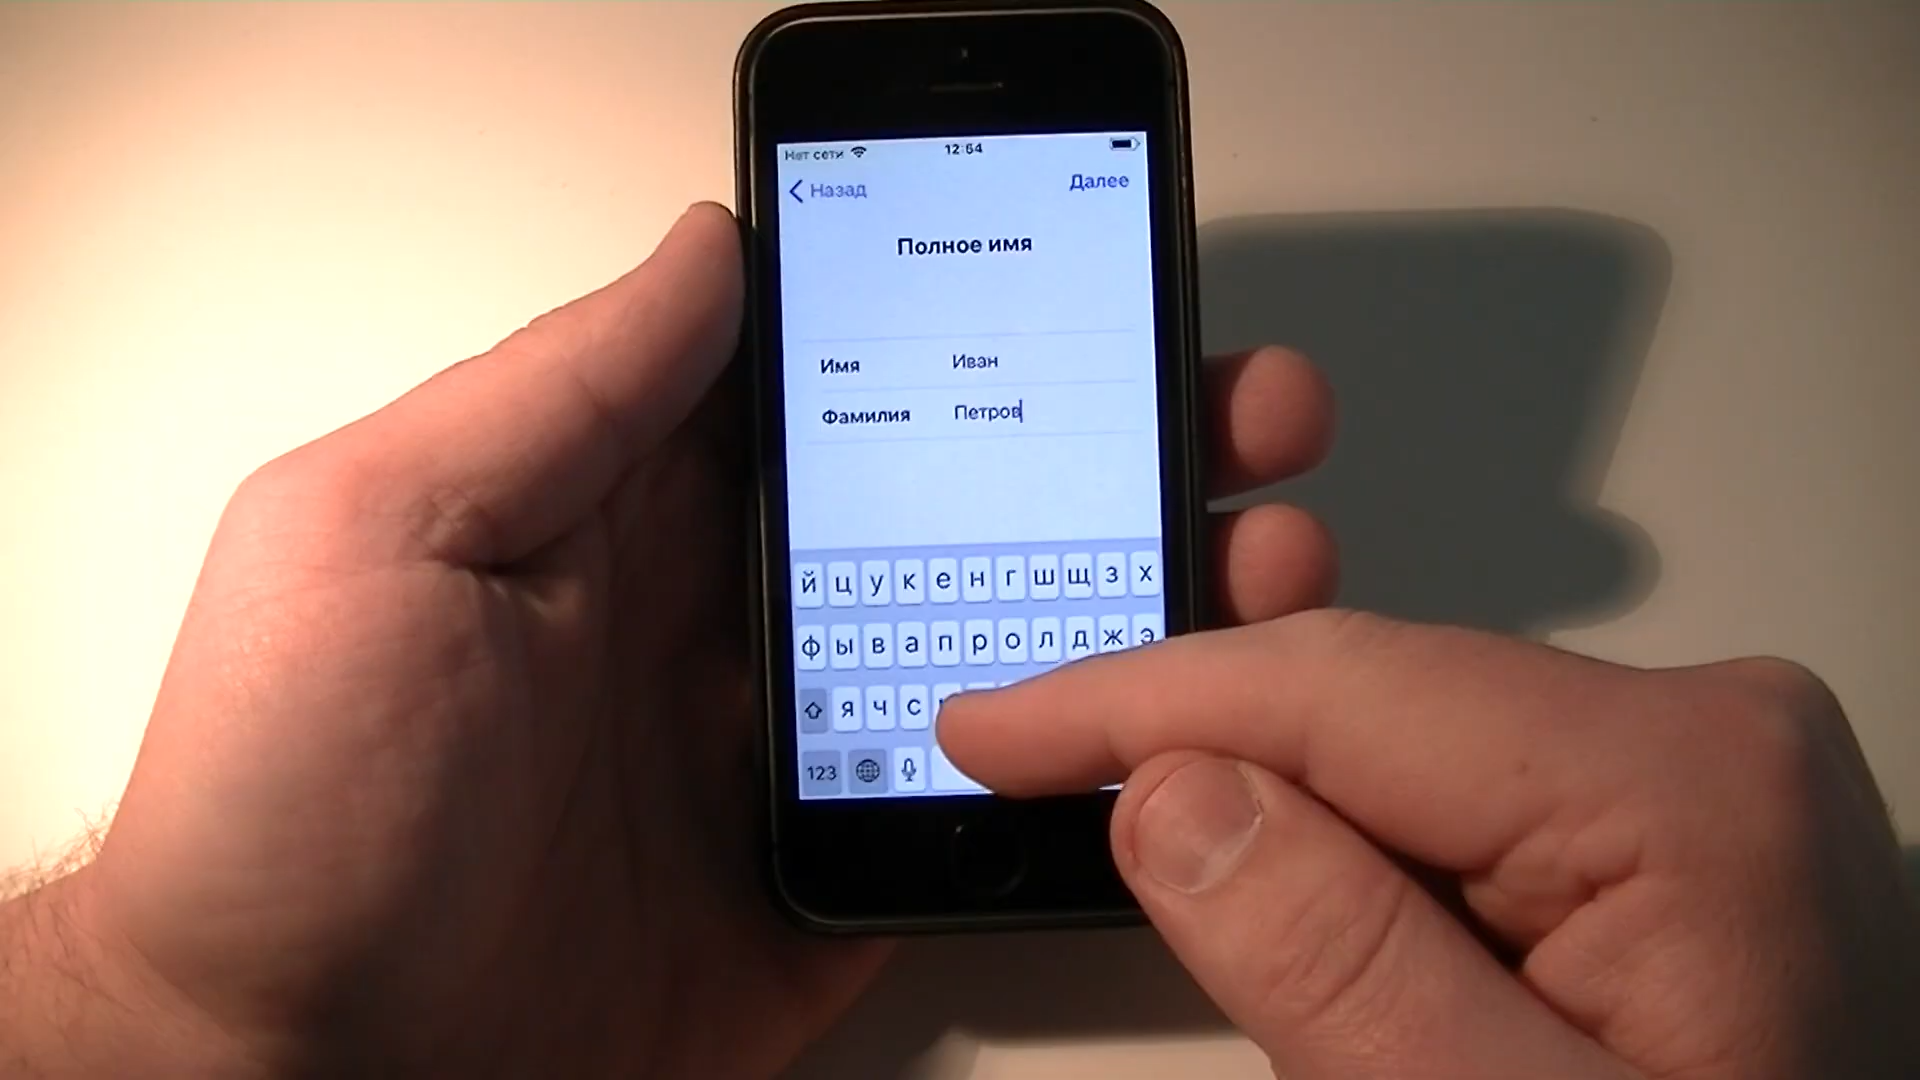 Нет сети 12:54
Назад Далее
Полное имя
Имя Иван
Фамилия Петров
й ц у к е н г ш щ з х
ф ы в а п р о л д ж э
я ч с
123